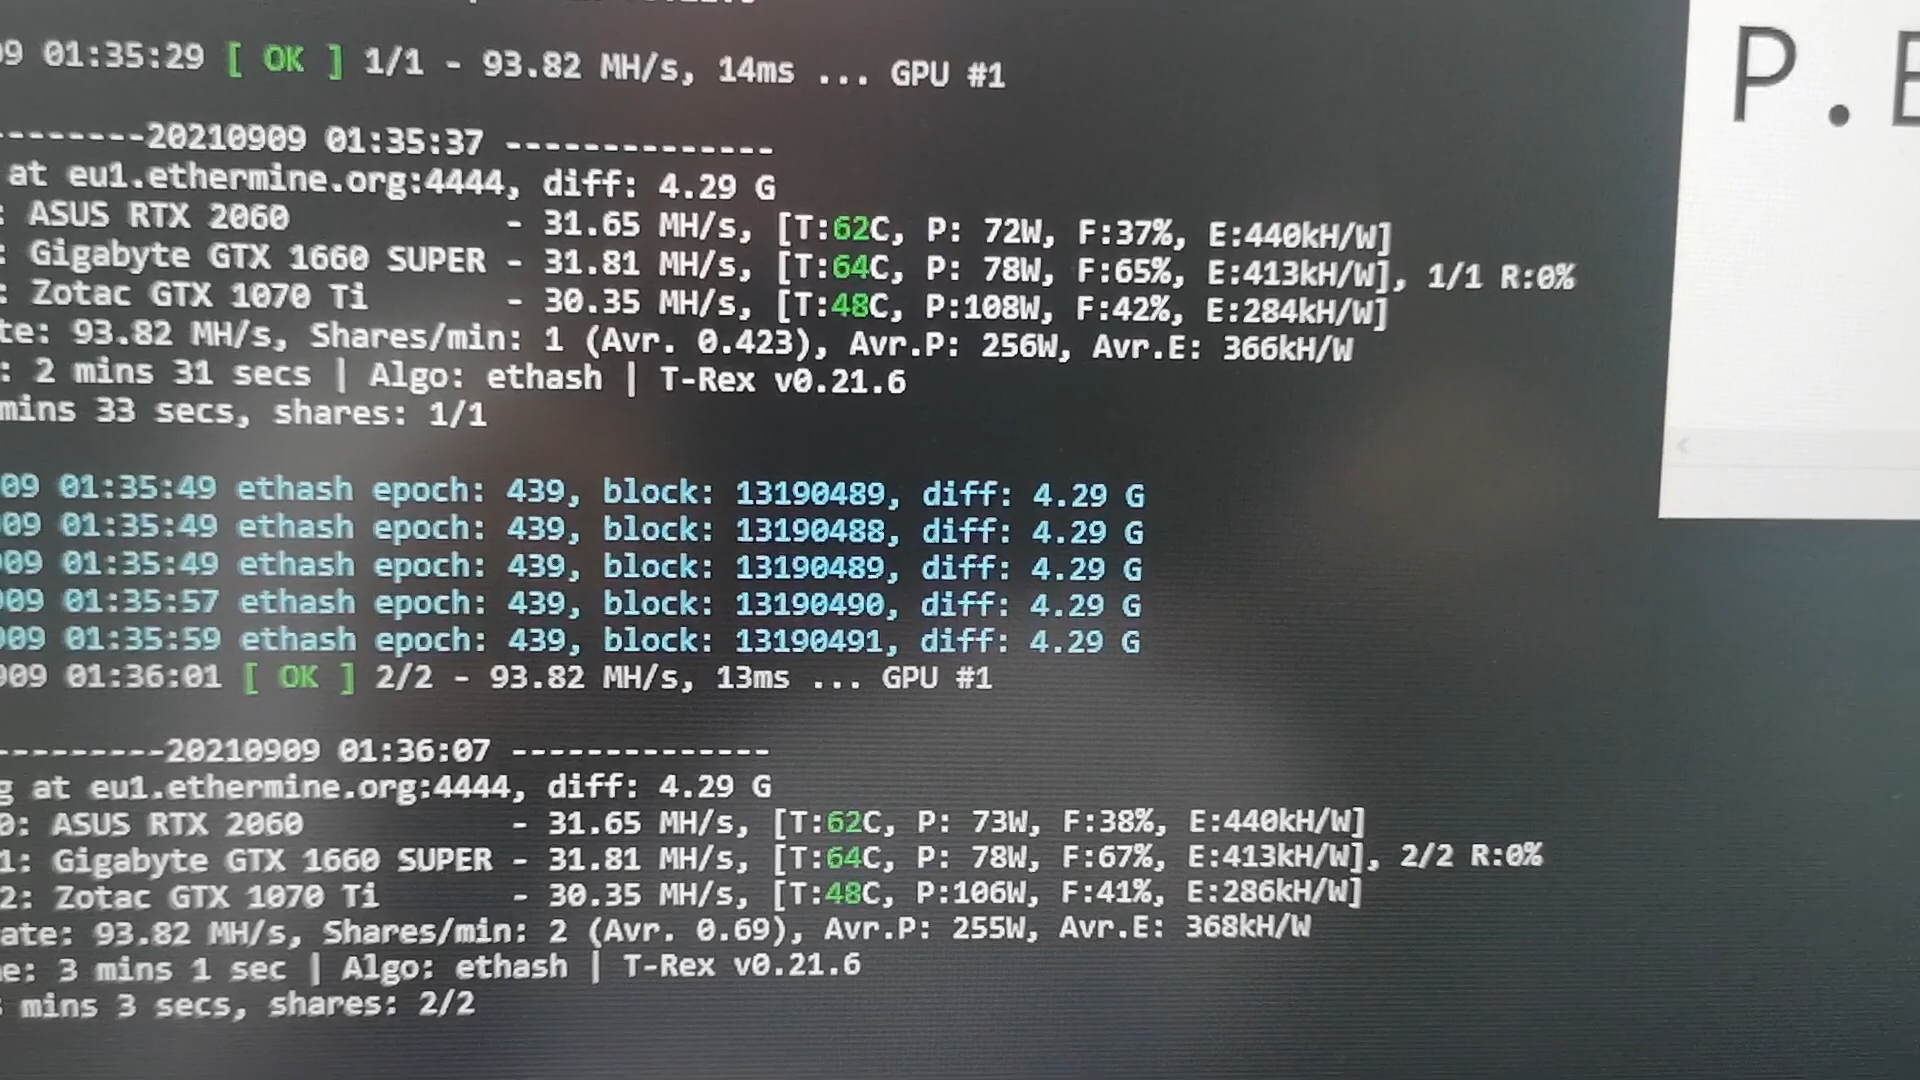 09 01:35:29 [ OK ] 1/1 - 93.82 MH/s, 14ms ... GPU #1
--------20210909 01:35:37 --------------
at eu1.ethermine.org:4444, diff: 4.29 G
: ASUS RTX 2060 - 31.65 MH/s, [T:62C, P: 72W, F:37%, E:440kH/W]
: Gigabyte GTX 1660 SUPER - 31.81 MH/s, [T:64C, P: 78W, F:65%, E:413kH/W], 1/1 R:0%
: Zotac GTX 1070 Ti - 30.35 MH/s, [T:48C, P:108W, F:42%, E:284kH/W]
te: 93.82 MH/s, Shares/min: 1 (Avr. 0.423), Avr.P: 256W, Avr.E: 366kH/W
: 2 mins 31 secs | Algo: ethash | T-Rex v0.21.6
mins 33 secs, shares: 1/1
09 01:35:49 ethash epoch: 439, block: 13190489, diff: 4.29 G
09 01:35:49 ethash epoch: 439, block: 13190488, diff: 4.29 G
09 01:35:49 ethash epoch: 439, block: 13190489, diff: 4.29 G
09 01:35:57 ethash epoch: 439, block: 13190490, diff: 4.29 G
909 01:35:59 ethash epoch: 439, block: 13190491, diff: 4.29 G
909 01:36:01 [ OK ] 2/2 - 93.82 MH/s, 13ms ... GPU #1
---------20210909 01:36:07 --------------
g at eu1.ethermine.org:4444, diff: 4.29 G
0: ASUS RTX 2060 - 31.65 MH/s, [T:62C, P: 73W, F:38%, E:440kH/W]
1: Gigabyte GTX 1660 SUPER - 31.81 MH/s, [T:64C, P: 78W, F:67%, E:413kH/W], 2/2 R:0%
2: Zotac GTX 1070 Ti - 30.35 MH/s, [T:48C, P:106W, F:41%, E:286kH/W]
ate: 93.82 MH/s, Shares/min: 2 (Avr. 0.69), Avr.P: 255W, Avr.E: 368kH/W
e: 3 mins 1 sec | Algo: ethash | T-Rex v0.21.6
mins 3 secs, shares: 2/2
P.E